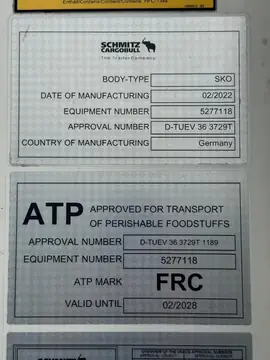 SCHMITZ
CARGOBULL
The Trailer Company.
BODY-TYPE SKO
DATE OF MANUFACTURING 02/2022
EQUIPMENT NUMBER 5277118
APPROVAL NUMBER D-TUEV 36 3729T
COUNTRY OF MANUFACTURING Germany
ATP APPROVED FOR TRANSPORT
OF PERISHABLE FOODSTUFFS
APPROVAL NUMBER D-TUEV 36 3729T 1189
EQUIPMENT NUMBER 5277118
ATP MARK FRC
VALID UNTIL 02/2028